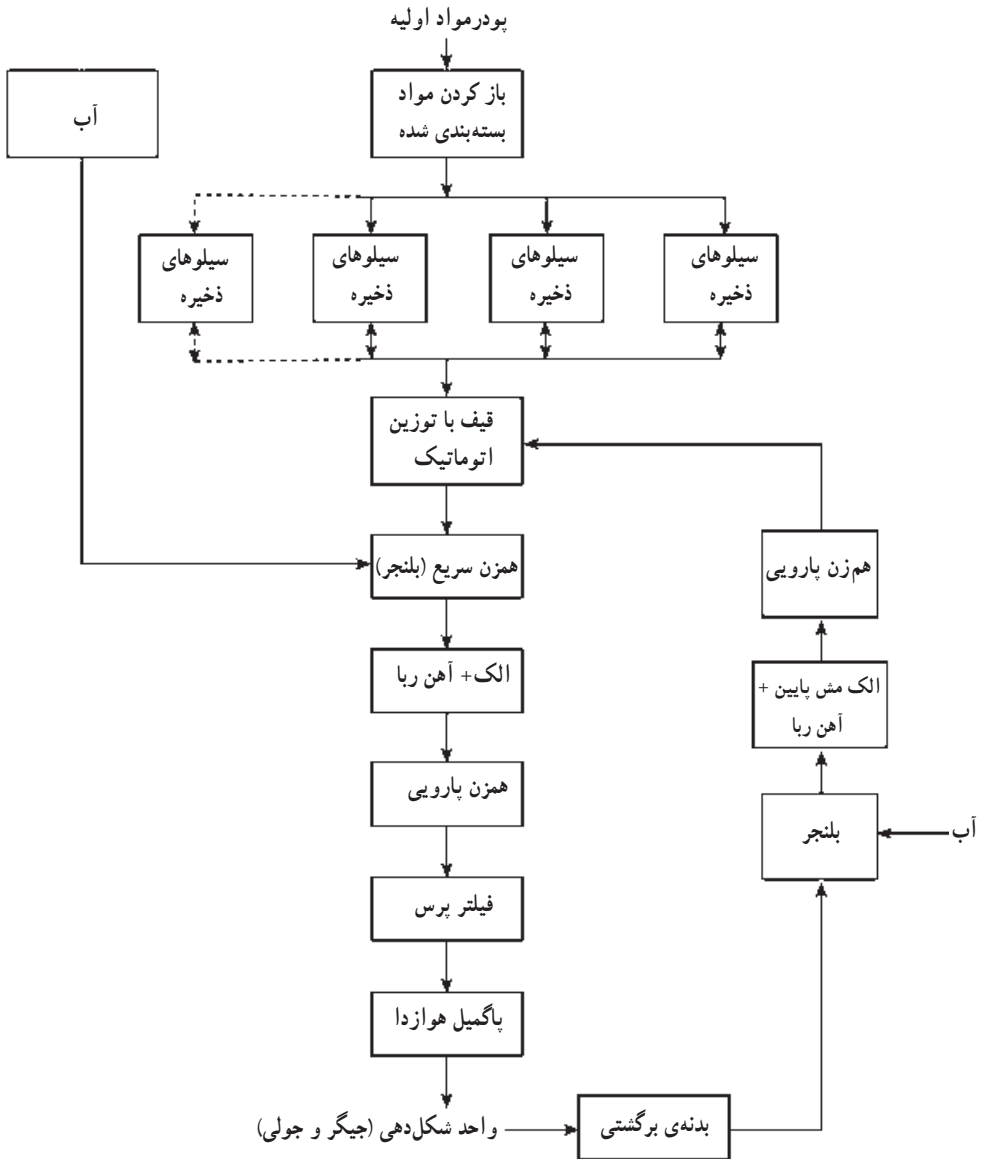 پودرمواد اولیه
باز کردن مواد
بسته‌بندی شده
آب
سیلوهای
ذخیره
سیلوهای
ذخیره
سیلوهای
ذخیره
سیلوهای
ذخیره
قیف با توزین
اتوماتیک
همزن سریع (بلنجر)
الک+ آهن ربا
همزن پارویی
فیلتر پرس
پاگمیل هوازدا
واحد شکل‌دهی (جیگر و جولی)
بدنه‌ی برگشتی
آب
بلنجر
الک مش پایین +
آهن ربا
هم‌زن پارویی